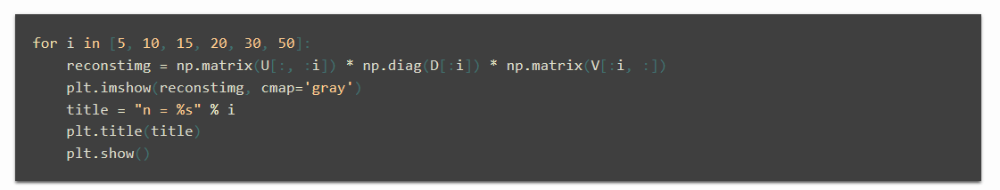 for i in [5, 10, 15, 20, 30, 50]:
    reconstimg = np.matrix(U[:, :i]) * np.diag(D[:i]) * np.matrix(V[:i, :])
    plt.imshow(reconstimg, cmap='gray')
    title = "n = %s" % i
    plt.title(title)
    plt.show()